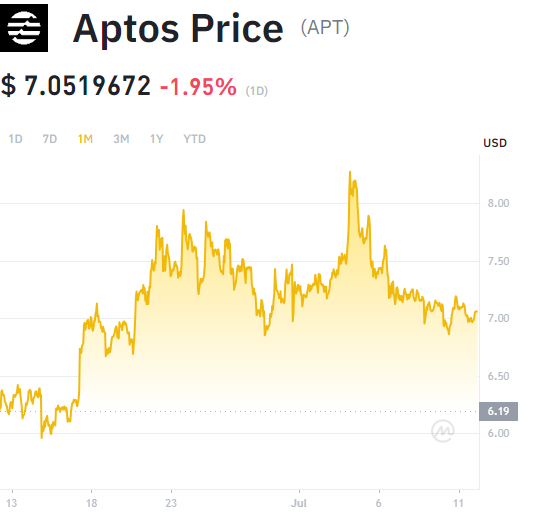 Aptos Price (APT)
$ 7.0519672 -1.95% (1D)
1D 7D 1M 3M 1Y YTD
USD
8.00
7.50
7.00
6.50
6.19
6.00
13 18 23 Jul 6 11